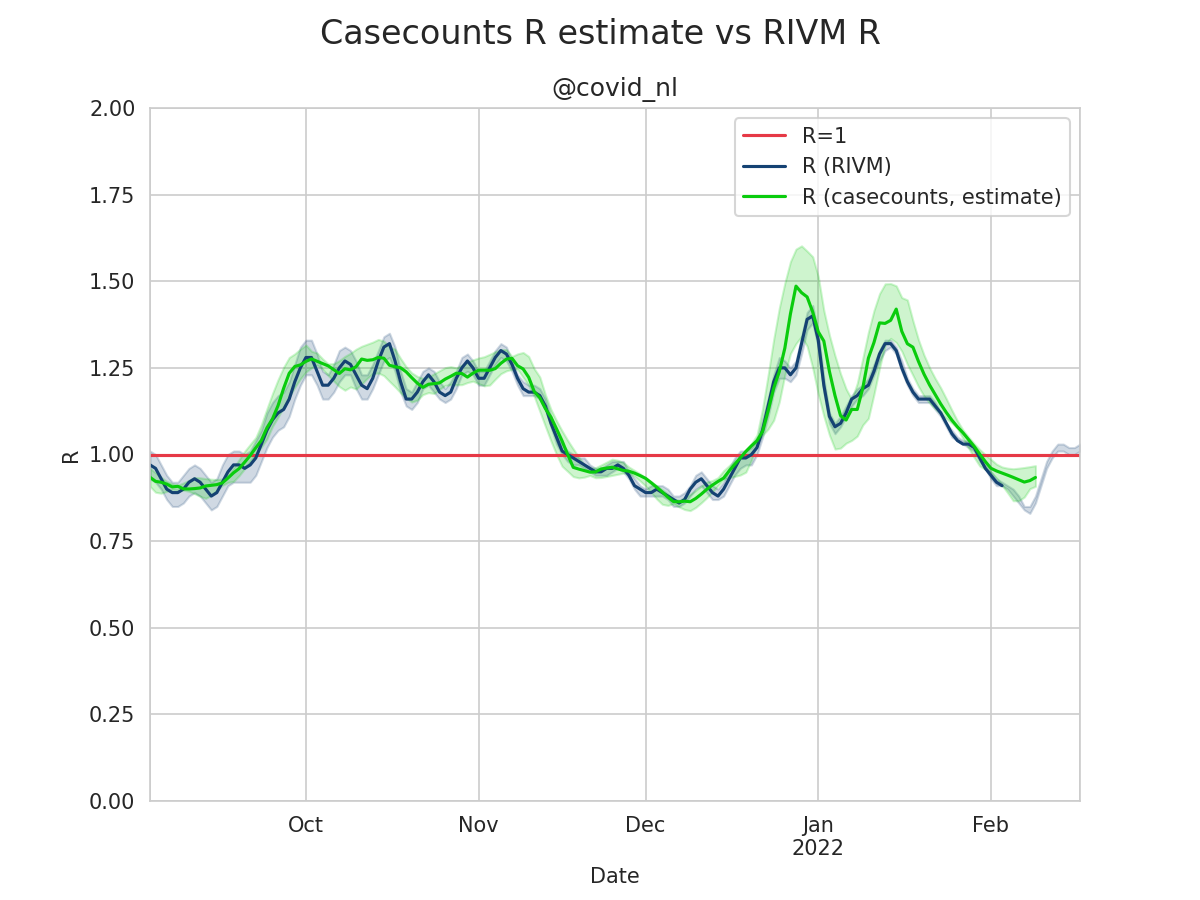 Casecounts R estimate vs RIVM R
@covid_nl
2.00
R=1
R (RIVM)
R (casecounts, estimate)
1.75
1.50
1.25
1.00
R
0.75
0.50
0.25
0.00
Oct Nov Dec Jan Feb
2022
Date